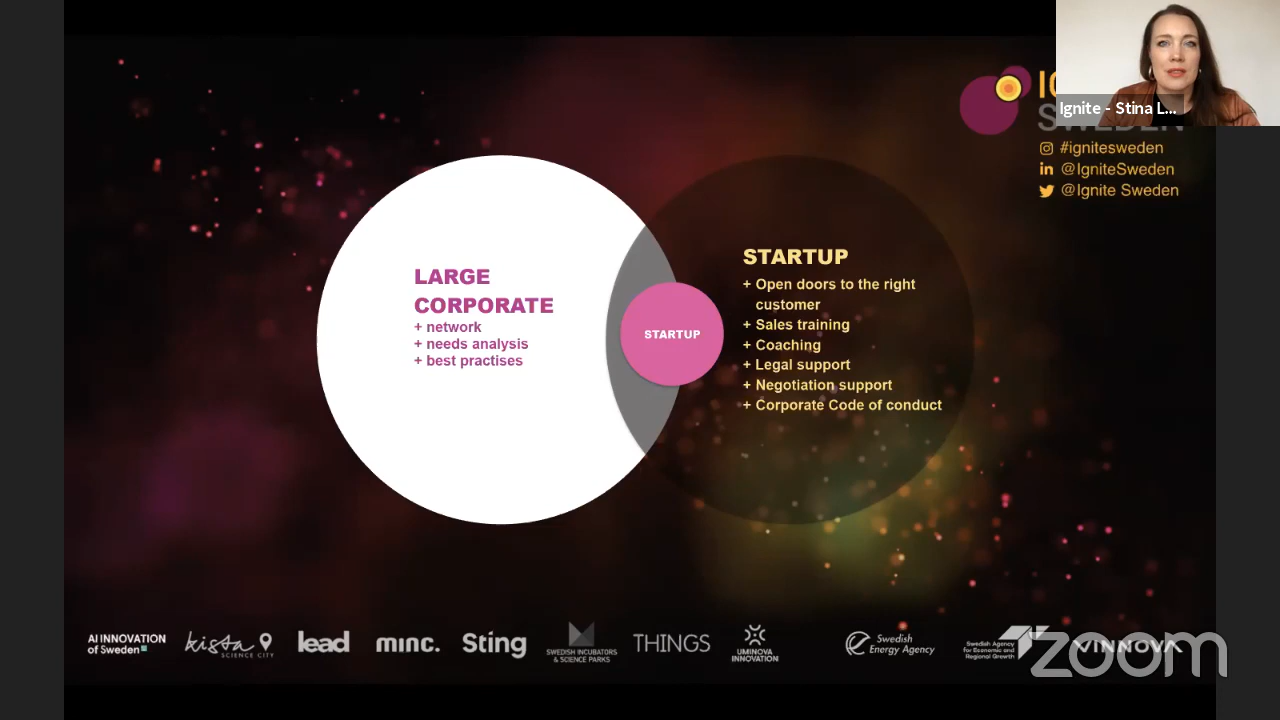 Ignite - Stina L...
#ignitesweden
@IgniteSweden
@Ignite Sweden
LARGE
CORPORATE
+ network
+ needs analysis
+ best practises
STARTUP
STARTUP
+ Open doors to the right
customer
+ Sales training
+ Coaching
+ Legal support
+ Negotiation support
+ Corporate Code of conduct
AI INNOVATION
of Sweden
kista
SCIENCE CITY
lead
minc.
Sting
SWEDISH INCUBATORS
& SCIENCE PARKS
THINGS
UMINOVA
INNOVATION
Swedish
Energy Agency
Swedish Agency
for Economic and
Regional Growth
VINNOVA
zoom